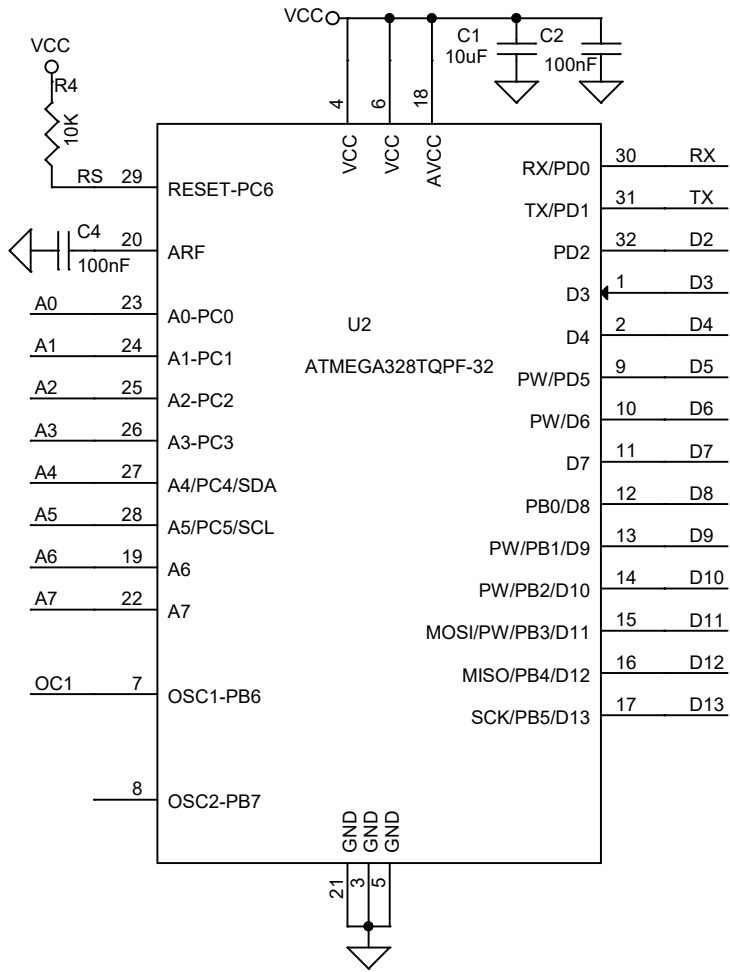 VCC
C1
C2
10uF
100nF
VCC
R4
10K
4
6
18
VCC
VCC
AVCC
RS
29
RESET-PC6
C4
100nF
20
ARF
A0
23
A0-PC0
A1
24
A1-PC1
A2
25
A2-PC2
A3
26
A3-PC3
A4
27
A4/PC4/SDA
A5
28
A5/PC5/SCL
A6
19
A6
A7
22
A7
OC1
7
OSC1-PB6
8
OSC2-PB7
U2
ATMEGA328TQPF-32
RX/PD0
30
RX
TX/PD1
31
TX
PD2
32
D2
D3
1
D3
D4
2
D4
PW/PD5
9
D5
PW/D6
10
D6
D7
11
D7
PB0/D8
12
D8
PW/PB1/D9
13
D9
PW/PB2/D10
14
D10
MOSI/PW/PB3/D11
15
D11
MISO/PB4/D12
16
D12
SCK/PB5/D13
17
D13
GND
GND
GND
21
3
5